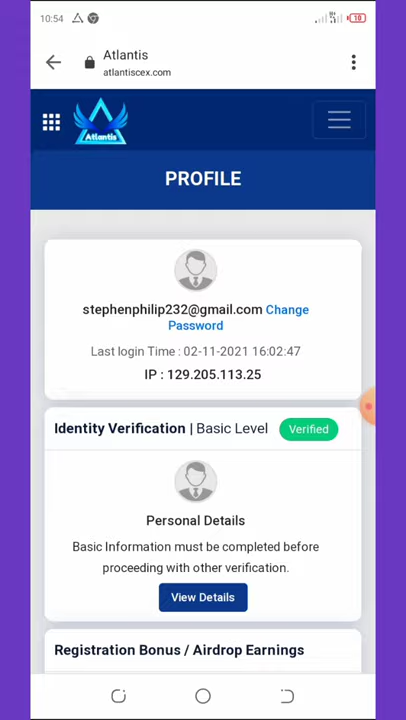 10:54
10
Atlantis
atlantiscex.com
Atlantis
PROFILE
stephenphilip232@gmail.com Change
Password
Last login Time : 02-11-2021 16:02:47
IP : 129.205.113.25
Identity Verification | Basic Level
Verified
Personal Details
Basic Information must be completed before
proceeding with other verification.
View Details
Registration Bonus / Airdrop Earnings